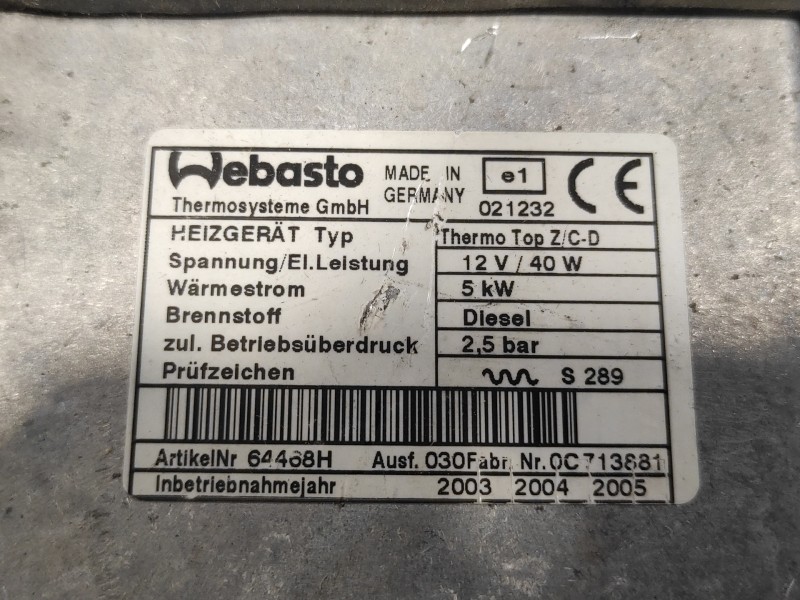 Webasto
Thermosysteme GmbH
MADE IN
GERMANY
e1
021232
CE
HEIZGERÄT Typ Thermo Top Z/C-D
Spannung/El.Leistung 12 V / 40 W
Wärmestrom 5 kW
Brennstoff Diesel
zul. Betriebsüberdruck 2,5 bar
Prüfzeichen S 289
ArtikelNr 64468H Ausf. 030 Fabr. Nr. 0C713881
Inbetriebnahmejahr 2003 2004 2005